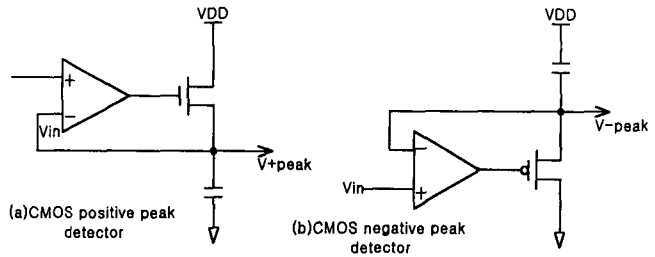 VDD
+
−
Vin
V+peak
(a)CMOS positive peak
detector
VDD
V-peak
−
Vin
+
(b)CMOS negative peak
detector